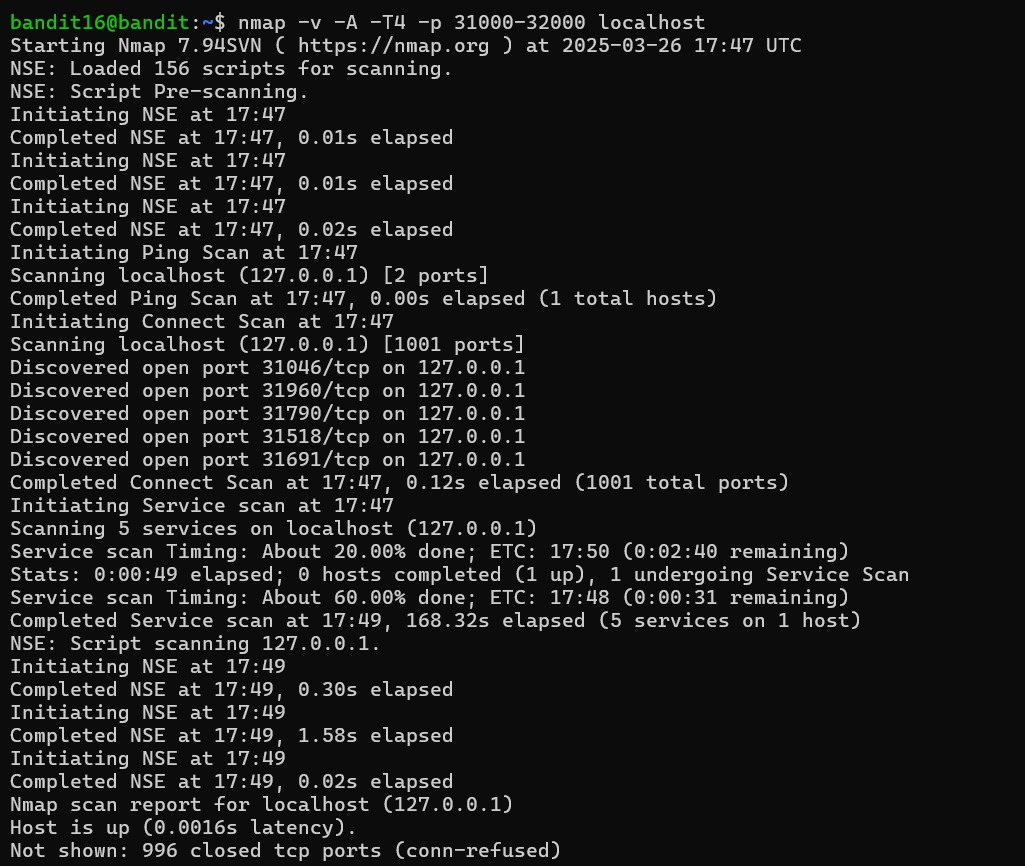 bandit16@bandit:~$ nmap -v -A -T4 -p 31000-32000 localhost
Starting Nmap 7.94SVN ( https://nmap.org ) at 2025-03-26 17:47 UTC
NSE: Loaded 156 scripts for scanning.
NSE: Script Pre-scanning.
Initiating NSE at 17:47
Completed NSE at 17:47, 0.01s elapsed
Initiating NSE at 17:47
Completed NSE at 17:47, 0.01s elapsed
Initiating NSE at 17:47
Completed NSE at 17:47, 0.02s elapsed
Initiating Ping Scan at 17:47
Scanning localhost (127.0.0.1) [2 ports]
Completed Ping Scan at 17:47, 0.00s elapsed (1 total hosts)
Initiating Connect Scan at 17:47
Scanning localhost (127.0.0.1) [1001 ports]
Discovered open port 31046/tcp on 127.0.0.1
Discovered open port 31960/tcp on 127.0.0.1
Discovered open port 31790/tcp on 127.0.0.1
Discovered open port 31518/tcp on 127.0.0.1
Discovered open port 31691/tcp on 127.0.0.1
Completed Connect Scan at 17:47, 0.12s elapsed (1001 total ports)
Initiating Service scan at 17:47
Scanning 5 services on localhost (127.0.0.1)
Service scan Timing: About 20.00% done; ETC: 17:50 (0:02:40 remaining)
Stats: 0:00:49 elapsed; 0 hosts completed (1 up), 1 undergoing Service Scan
Service scan Timing: About 60.00% done; ETC: 17:48 (0:00:31 remaining)
Completed Service scan at 17:49, 168.32s elapsed (5 services on 1 host)
NSE: Script scanning 127.0.0.1.
Initiating NSE at 17:49
Completed NSE at 17:49, 0.30s elapsed
Initiating NSE at 17:49
Completed NSE at 17:49, 1.58s elapsed
Initiating NSE at 17:49
Completed NSE at 17:49, 0.02s elapsed
Nmap scan report for localhost (127.0.0.1)
Host is up (0.0016s latency).
Not shown: 996 closed tcp ports (conn-refused)